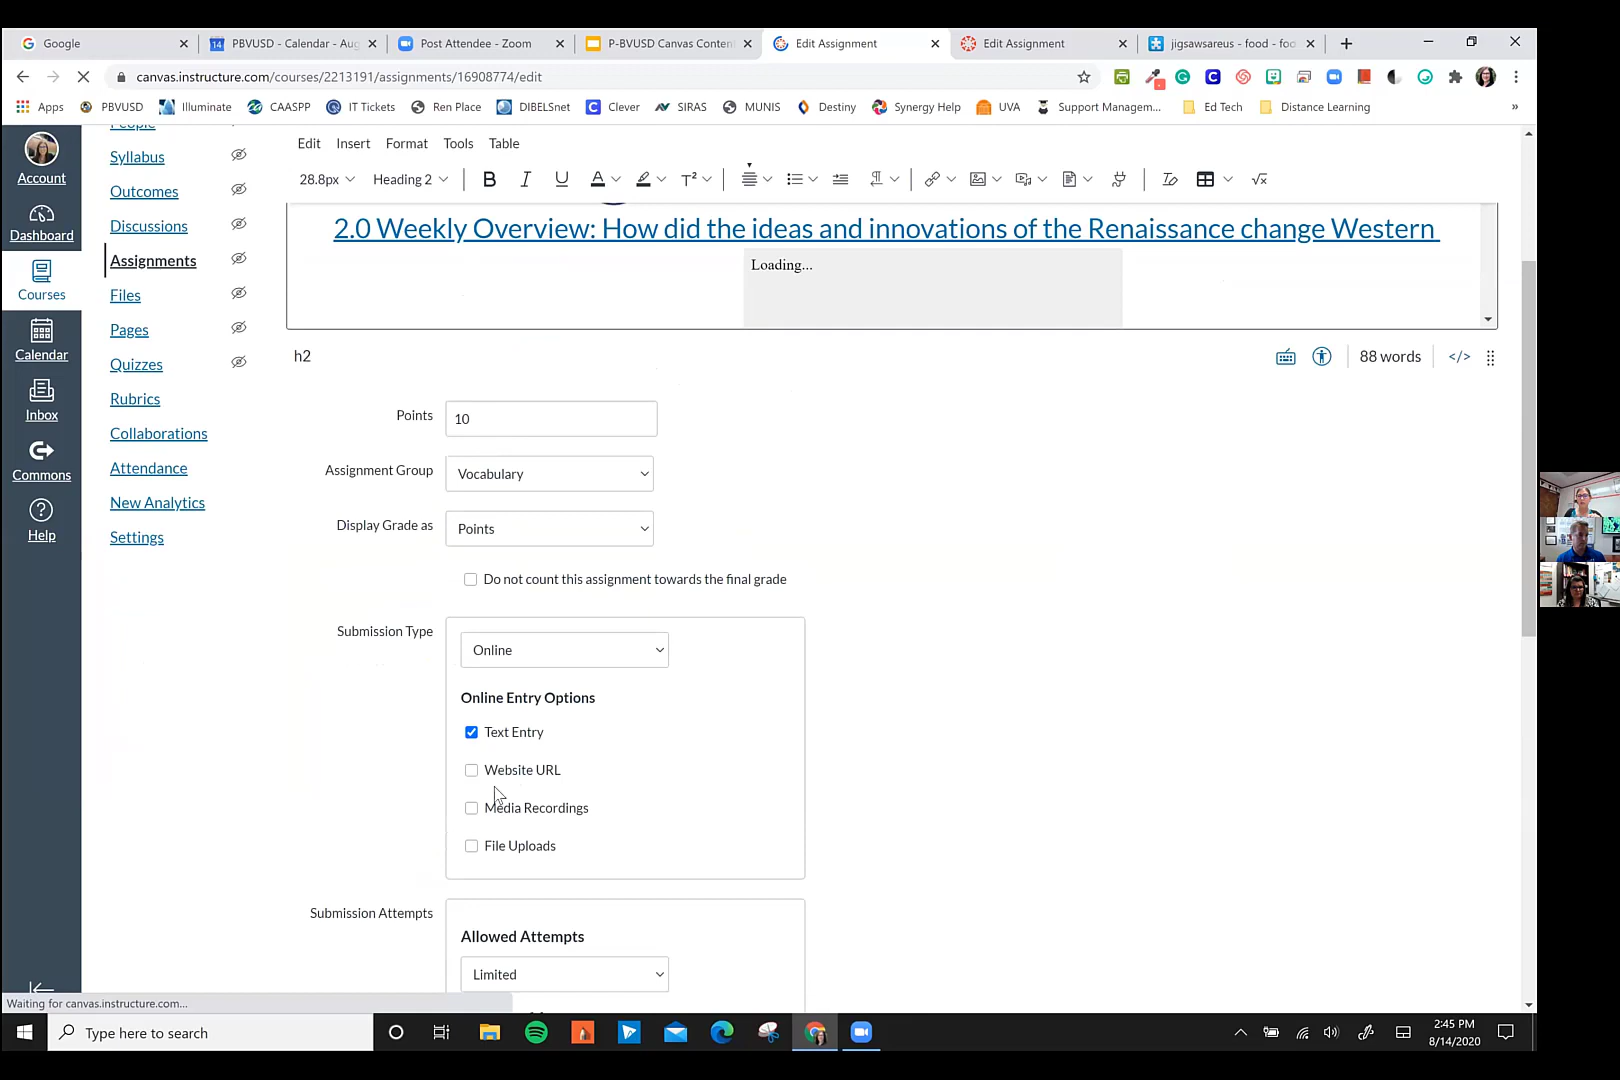 Google
PBVUSD - Calendar - Aug
Post Attendee - Zoom
P-BVUSD Canvas Conten
Edit Assignment
Edit Assignment
jigsawsareus - food - foo
canvas.instructure.com/courses/2213191/assignments/16908774/edit
Apps
PBVUSD
Illuminate
CAASPP
IT Tickets
Ren Place
DIBELSnet
Clever
SIRAS
MUNIS
Destiny
Synergy Help
UVA
Support Managem...
Ed Tech
Distance Learning
»
Account
Dashboard
Courses
Calendar
Inbox
Commons
Help
People
Syllabus
Outcomes
Discussions
Assignments
Files
Pages
Quizzes
Rubrics
Collaborations
Attendance
New Analytics
Settings
Edit Insert Format Tools Table
28.8px Heading 2 B I U A T²
2.0 Weekly Overview: How did the ideas and innovations of the Renaissance change Western
Loading...
h2
88 words
</>
Points 10
Assignment Group Vocabulary
Display Grade as Points
Do not count this assignment towards the final grade
Submission Type Online
Online Entry Options
Text Entry
Website URL
Media Recordings
File Uploads
Submission Attempts
Allowed Attempts
Limited
Waiting for canvas.instructure.com...
Type here to search
2:45 PM
8/14/2020